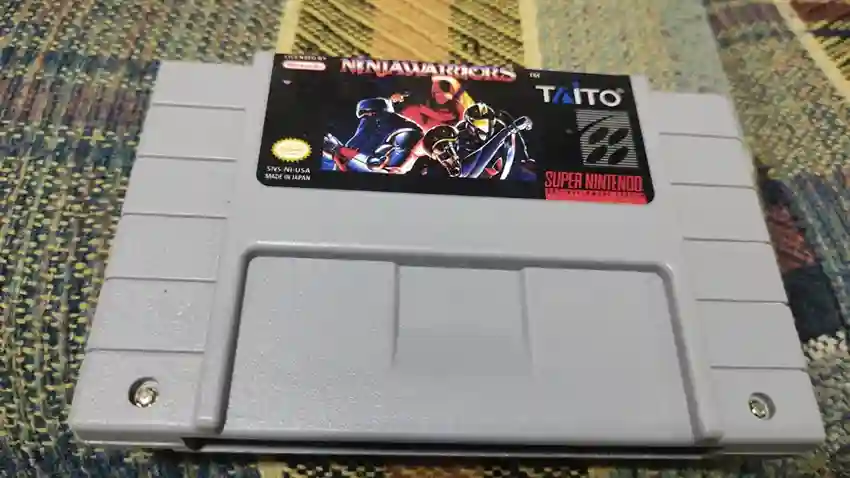 LICENSED BY
Nintendo
NINJAWARRIORS
TM
TAITO
SNS-NI-USA
MADE IN JAPAN
SUPER NINTENDO